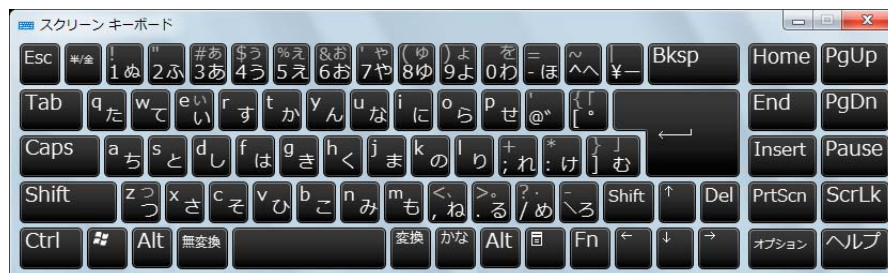 スクリーン キーボード
Esc 半/全 ! 1 ぬ " 2 ふ # あ 3 あ $ う 4 う % え 5 え & お 6 お ' や 7 や ( ゆ 8 ゆ ) よ 9 よ を 0 わ = - ほ ~ ^ へ | ¥ ー Bksp Home PgUp
Tab q た w て e い い r す t か y ん u な i に o ら p せ ` @ ゛ { 「 [ ゜ End PgDn
Caps a ち s と d し f は g き h く j ま k の l り + ; れ * : け } 」 ] む Insert Pause
Shift z っ つ x さ c そ v ひ b こ n み m も < 、 , ね > 。 . る ? ・ / め _ \ ろ Shift ↑ Del PrtScn ScrLk
Ctrl Alt 無変換 変換 かな Alt Fn ← ↓ → オプション ヘルプ